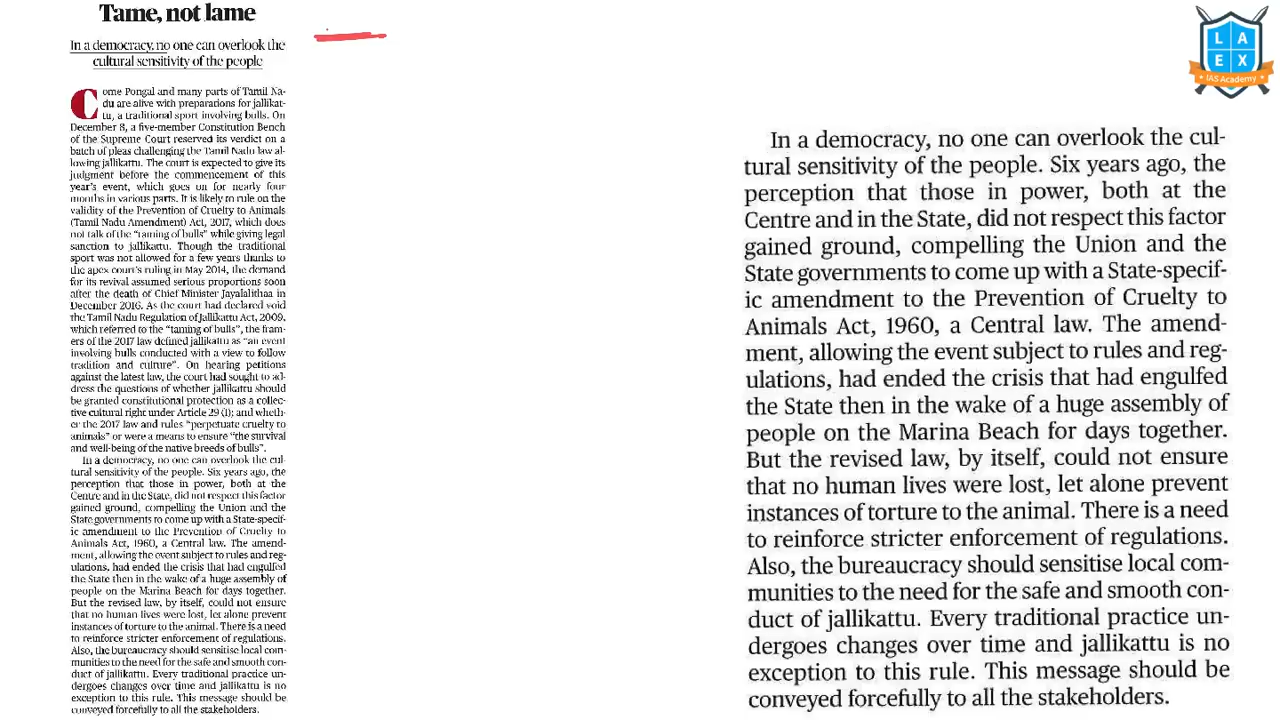 Tame, not lame
In a democracy, no one can overlook the
cultural sensitivity of the people
Come Pongal and many parts of Tamil Na-
du are alive with preparations for jallikat-
tu, a traditional sport involving bulls. On
December 8, a five-member Constitution Bench
of the Supreme Court reserved its verdict on a
batch of pleas challenging the Tamil Nadu law al-
lowing jallikattu. The court is expected to give its
judgment before the commencement of this
year's event, which goes on for nearly four
months in various parts. It is likely to rule on the
validity of the Prevention of Cruelty to Animals
(Tamil Nadu Amendment) Act, 2017, which does
not talk of the "taming of bulls" while giving legal
sanction to jallikattu. Though the traditional
sport was not allowed for a few years thanks to
the apex court's ruling in May 2014, the demand
for its revival assumed serious proportions soon
after the death of Chief Minister Jayalalithaa in
December 2016. As the court had declared void
the Tamil Nadu Regulation of Jallikattu Act, 2009,
which referred to the "taming of bulls", the fram-
ers of the 2017 law defined jallikattu as "an event
involving bulls conducted with a view to follow
tradition and culture". On hearing petitions
against the latest law, the court had sought to ad-
dress the questions of whether jallikattu should
be granted constitutional protection as a collec-
tive cultural right under Article 29 (1); and wheth-
er the 2017 law and rules "perpetuate cruelty to
animals" or were a means to ensure "the survival
and well-being of the native breeds of bulls".
In a democracy, no one can overlook the cul-
tural sensitivity of the people. Six years ago, the
perception that those in power, both at the
Centre and in the State, did not respect this factor
gained ground, compelling the Union and the
State governments to come up with a State-specif-
ic amendment to the Prevention of Cruelty to
Animals Act, 1960, a Central law. The amend-
ment, allowing the event subject to rules and reg-
ulations, had ended the crisis that had engulfed
the State then in the wake of a huge assembly of
people on the Marina Beach for days together.
But the revised law, by itself, could not ensure
that no human lives were lost, let alone prevent
instances of torture to the animal. There is a need
to reinforce stricter enforcement of regulations.
Also, the bureaucracy should sensitise local com-
munities to the need for the safe and smooth con-
duct of jallikattu. Every traditional practice un-
dergoes changes over time and jallikattu is no
exception to this rule. This message should be
conveyed forcefully to all the stakeholders.
In a democracy, no one can overlook the cul-
tural sensitivity of the people. Six years ago, the
perception that those in power, both at the
Centre and in the State, did not respect this factor
gained ground, compelling the Union and the
State governments to come up with a State-specif-
ic amendment to the Prevention of Cruelty to
Animals Act, 1960, a Central law. The amend-
ment, allowing the event subject to rules and reg-
ulations, had ended the crisis that had engulfed
the State then in the wake of a huge assembly of
people on the Marina Beach for days together.
But the revised law, by itself, could not ensure
that no human lives were lost, let alone prevent
instances of torture to the animal. There is a need
to reinforce stricter enforcement of regulations.
Also, the bureaucracy should sensitise local com-
munities to the need for the safe and smooth con-
duct of jallikattu. Every traditional practice un-
dergoes changes over time and jallikattu is no
exception to this rule. This message should be
conveyed forcefully to all the stakeholders.
L A
E X
IAS Academy